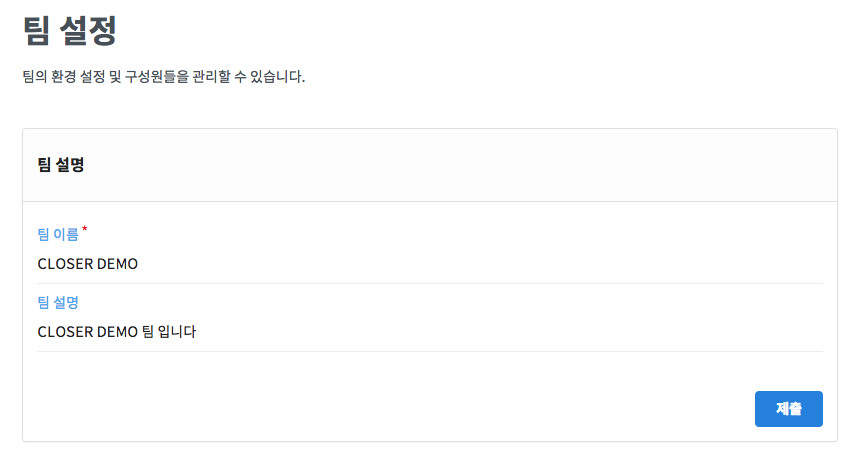 팀 설정
팀의 환경 설정 및 구성원들을 관리할 수 있습니다.
팀 설명
팀 이름 *
CLOSER DEMO
팀 설명
CLOSER DEMO 팀 입니다
제출